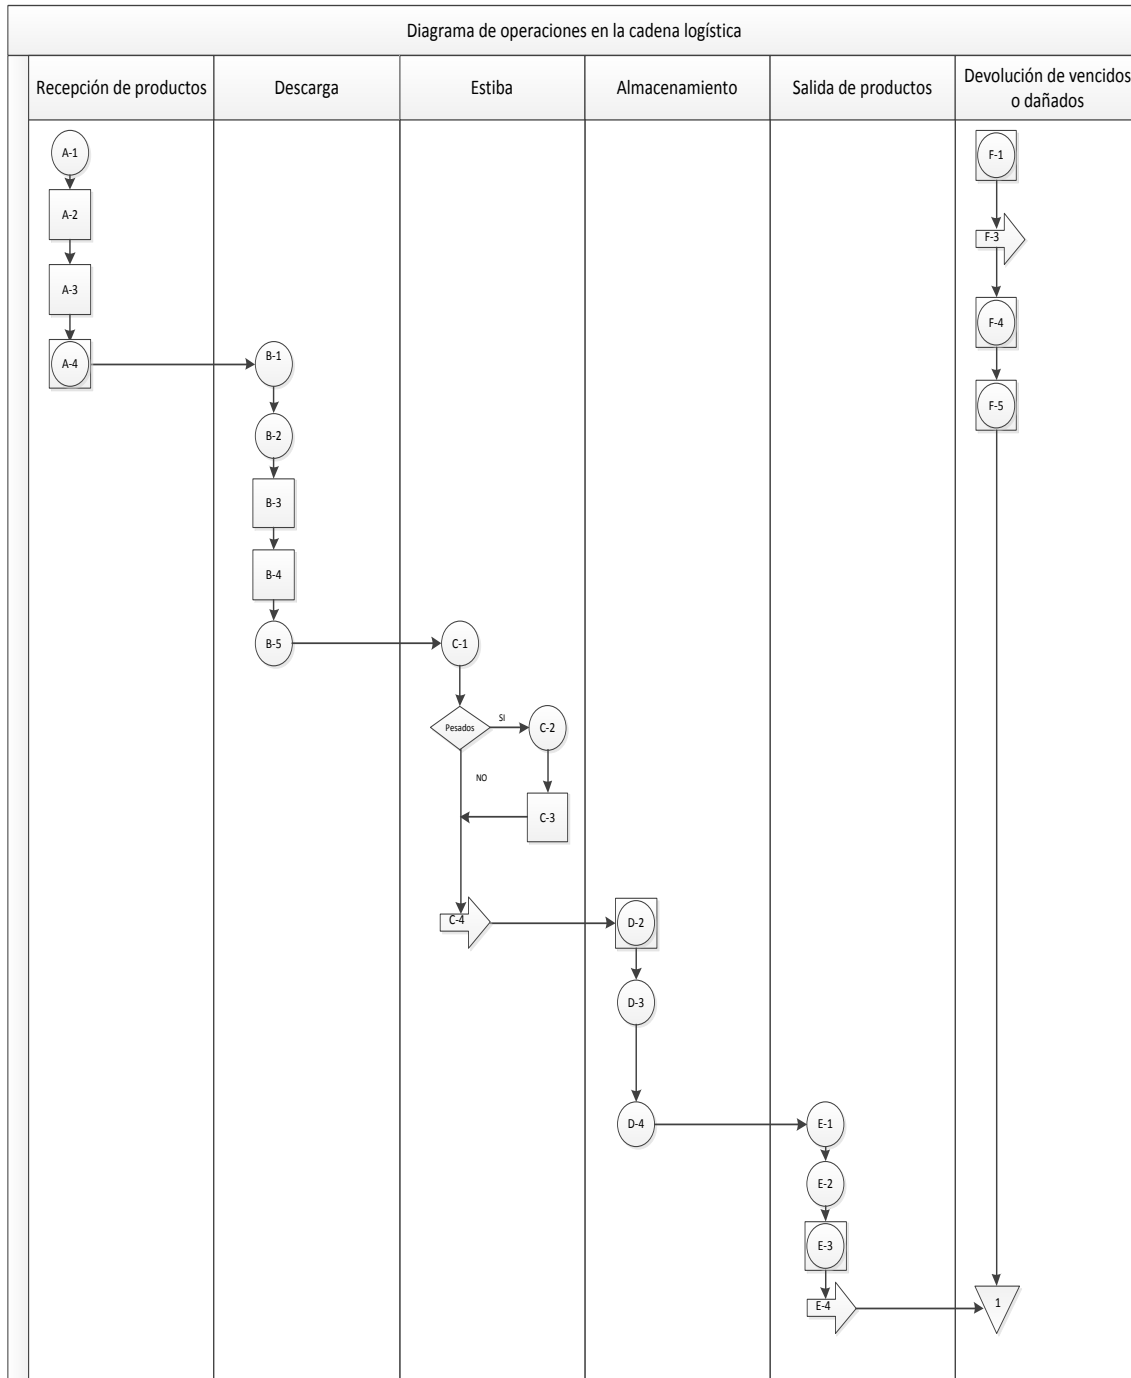 Diagrama de operaciones en la cadena logística
Recepción de productos
Descarga
Estiba
Almacenamiento
Salida de productos
Devolución de vencidos
o dañados
A-1
A-2
A-3
A-4
B-1
B-2
B-3
B-4
B-5
C-1
Pesados
SI
C-2
NO
C-3
C-4
D-2
D-3
D-4
E-1
E-2
E-3
E-4
F-1
F-3
F-4
F-5
1